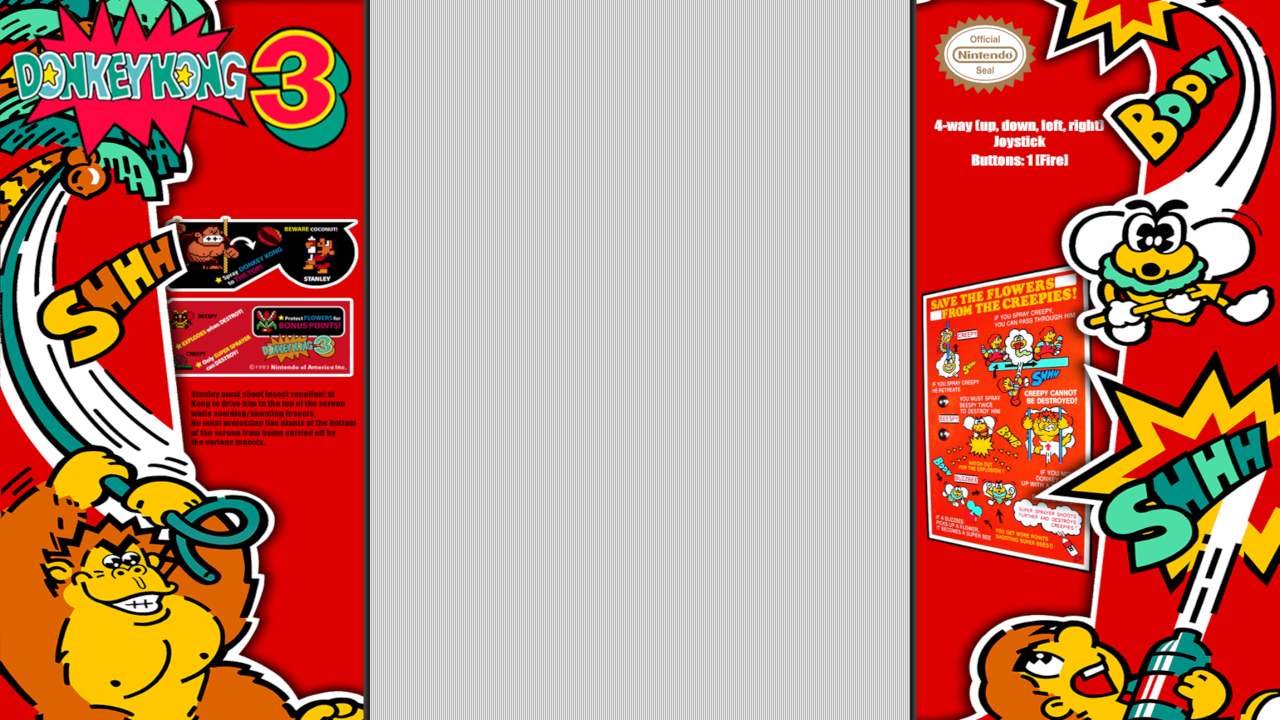 DONKEY KONG 3
SHHH
BEWARE COCONUT!
★ Spray DONKEY KONG
to THE TOP!
STANLEY
BEESPY
★ EXPLODES when DESTROY!
CREEPY
★ Only SUPER SPRAYER
can DESTROY!
★ Protect FLOWERS for
BONUS POINTS!
DONKEY KONG 3
©1983 Nintendo of America Inc.
Stanley must shoot insect repellent at
Kong to drive him to the top of the screen
while avoiding/shooting insects.
He must protecting five plants at the bottom
of the screen from being carried off by
the various insects.
Official
Nintendo
Seal
4-way (up, down, left, right)
Joystick
Buttons: 1 [Fire]
BOON
SAVE THE FLOWERS
FROM THE CREEPIES!
IF YOU SPRAY CREEPY,
YOU CAN PASS THROUGH HIM
CREEPY
SHHH
IF YOU SPRAY CREEPY
HE RETREATS
CREEPY CANNOT
BE DESTROYED!
YOU MUST SPRAY
BEESPY TWICE
TO DESTROY HIM
BEESPY
BOMB
WATCH OUT
FOR THE EXPLOSION!
BOON
BUZZBEE
IF YOU
DONKEY
UP WITH
SUPER SPRAYER SHOOTS
FURTHER AND DESTROYS
CREEPIES!
IF A BUZZBEE
PICKS UP A FLOWER,
IT BECOMES A SUPER BEE
YOU GET MORE POINTS
SHOOTING SUPER BEES!!
SHHH